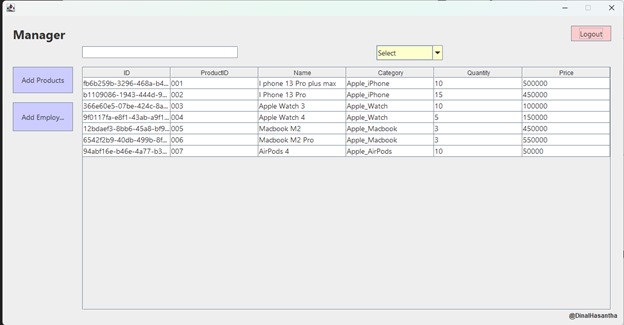 Manager
Logout
Select
Add Products
Add Employ...
ID ProductID Name Category Quantity Price
fb6b259b-3296-468a-b4... 001 I phone 13 Pro plus max Apple_iPhone 10 500000
b1109086-1943-444d-9... 002 I Phone 13 Pro Apple_iPhone 15 450000
366e60e5-07be-424c-8a... 003 Apple Watch 3 Apple_Watch 10 100000
9f0117fa-e8f1-43ab-a9f1... 004 Apple Watch 4 Apple_Watch 5 150000
12bdaef3-8bb6-45a8-bf9... 005 Macbook M2 Apple_Macbook 3 450000
6542f2b9-40db-499b-8f... 006 Macbook M2 Pro Apple_Macbook 3 550000
94abf16e-b46e-4a77-b3... 007 AirPods 4 Apple_AirPods 10 50000
@DinalHasantha